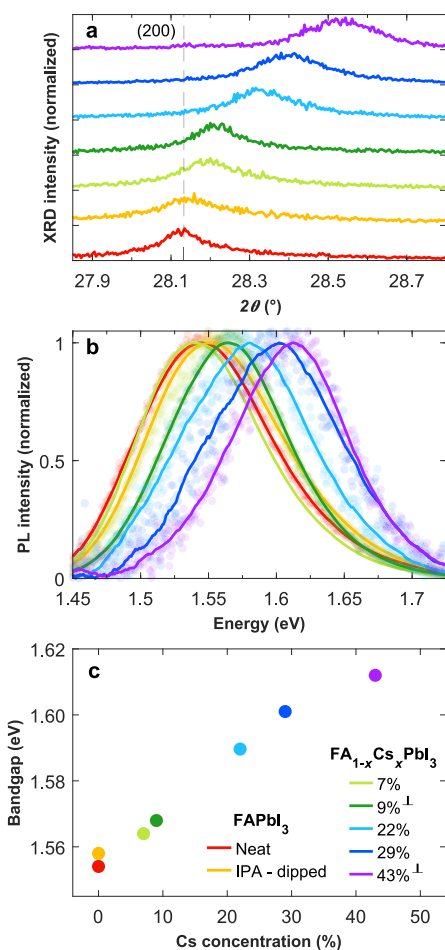 a
(200)
XRD intensity (normalized)
27.9 28.1 28.3 28.5 28.7
2θ (°)
b
PL intensity (normalized)
1
0.5
0
1.45 1.5 1.55 1.6 1.65 1.7
Energy (eV)
c
Bandgap (eV)
1.62
1.60
1.58
1.56
FA1-xCsxPbI3
7%
9%⊥
22%
29%
43%⊥
FAPbI3
Neat
IPA - dipped
0 10 20 30 40 50
Cs concentration (%)